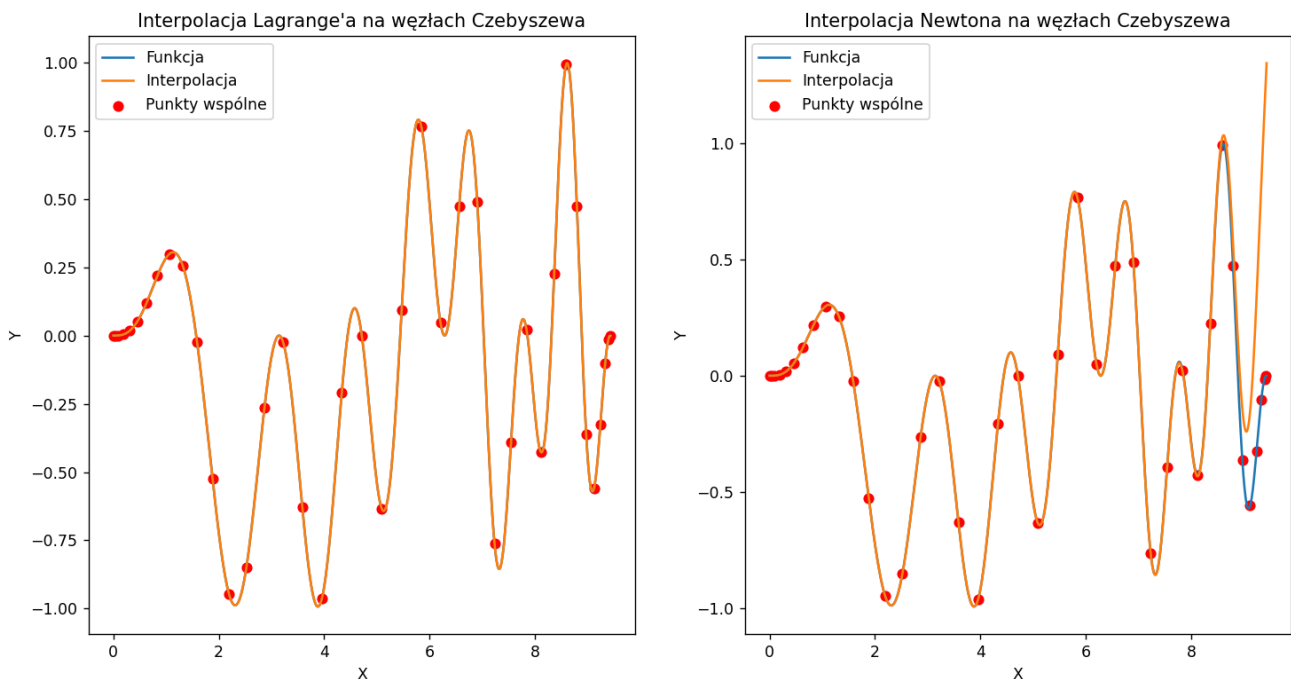 Interpolacja Lagrange'a na węzłach Czebyszewa
Funkcja
Interpolacja
Punkty wspólne
1.00
0.75
0.50
0.25
0.00
−0.25
−0.50
−0.75
−1.00
Y
0 2 4 6 8
X
Interpolacja Newtona na węzłach Czebyszewa
Funkcja
Interpolacja
Punkty wspólne
1.0
0.5
0.0
−0.5
−1.0
Y
0 2 4 6 8
X